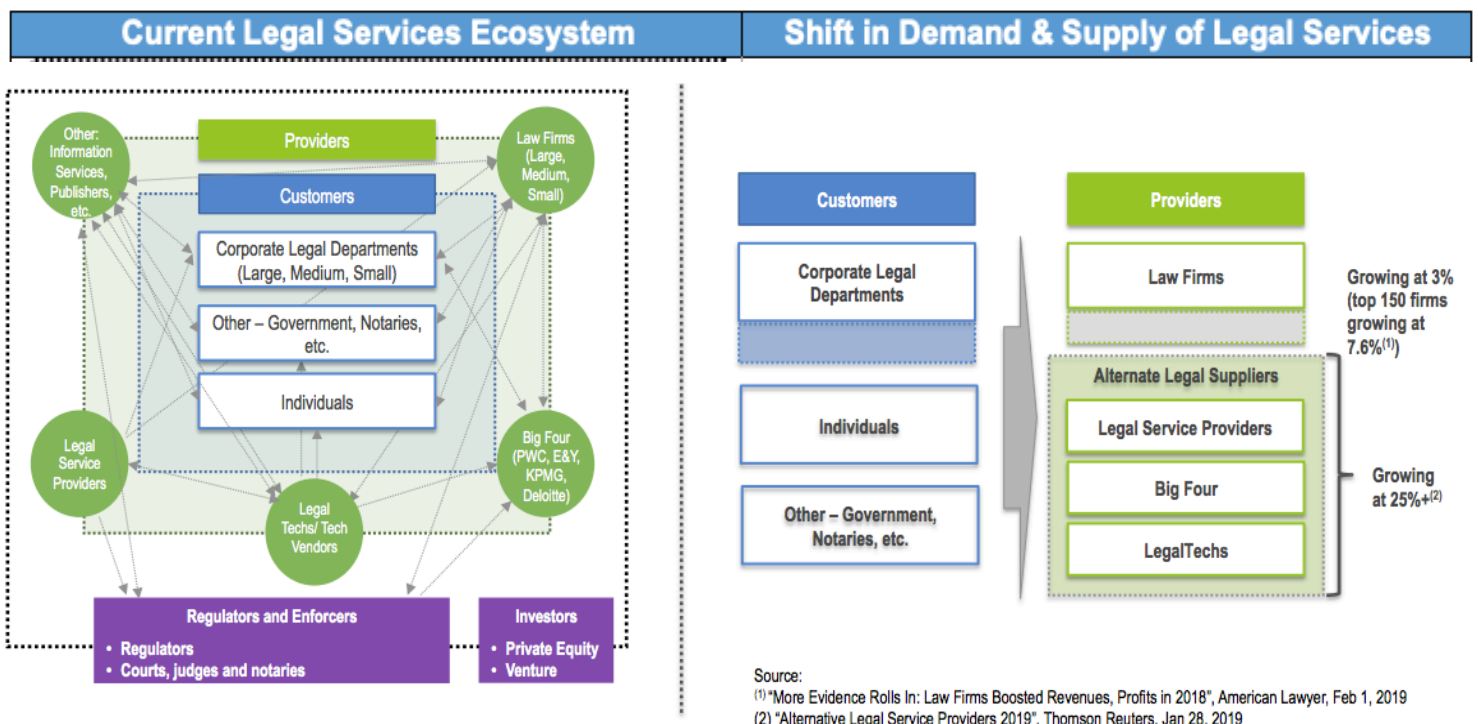 Current Legal Services Ecosystem
Shift in Demand & Supply of Legal Services
Other:
Information
Services,
Publishers,
etc.
Providers
Law Firms
(Large,
Medium,
Small)
Customers
Corporate Legal Departments
(Large, Medium, Small)
Other – Government, Notaries,
etc.
Individuals
Legal
Service
Providers
Big Four
(PWC, E&Y,
KPMG,
Deloitte)
Legal
Techs/ Tech
Vendors
Regulators and Enforcers
• Regulators
• Courts, judges and notaries
Investors
• Private Equity
• Venture
Customers
Corporate Legal
Departments
Individuals
Other – Government,
Notaries, etc.
Providers
Law Firms
Growing at 3%
(top 150 firms
growing at
7.6%(1))
Alternate Legal Suppliers
Legal Service Providers
Big Four
LegalTechs
Growing
at 25%+(2)
Source:
(1) “More Evidence Rolls In: Law Firms Boosted Revenues, Profits in 2018”, American Lawyer, Feb 1, 2019
(2) “Alternative Legal Service Providers 2019”, Thomson Reuters, Jan 28, 2019